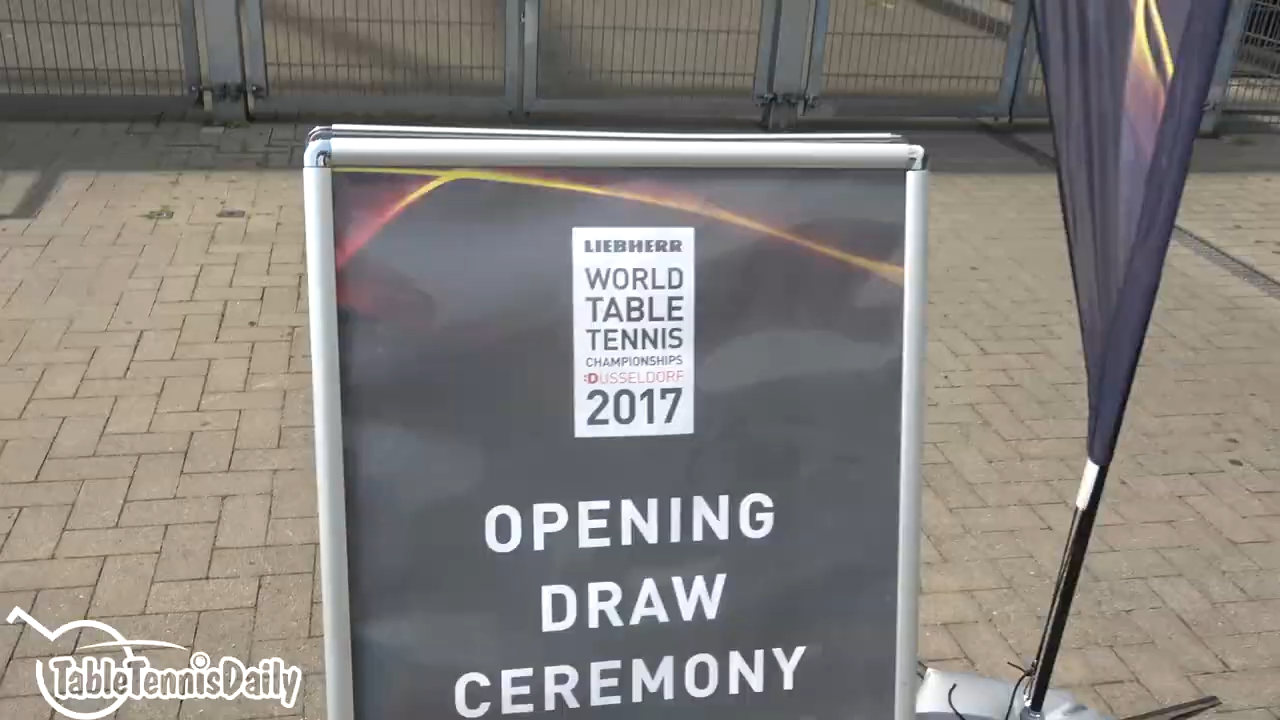 LIEBHERR
WORLD
TABLE
TENNIS
CHAMPIONSHIPS
:DUSSELDORF
2017
OPENING
DRAW
CEREMONY
TableTennisDaily